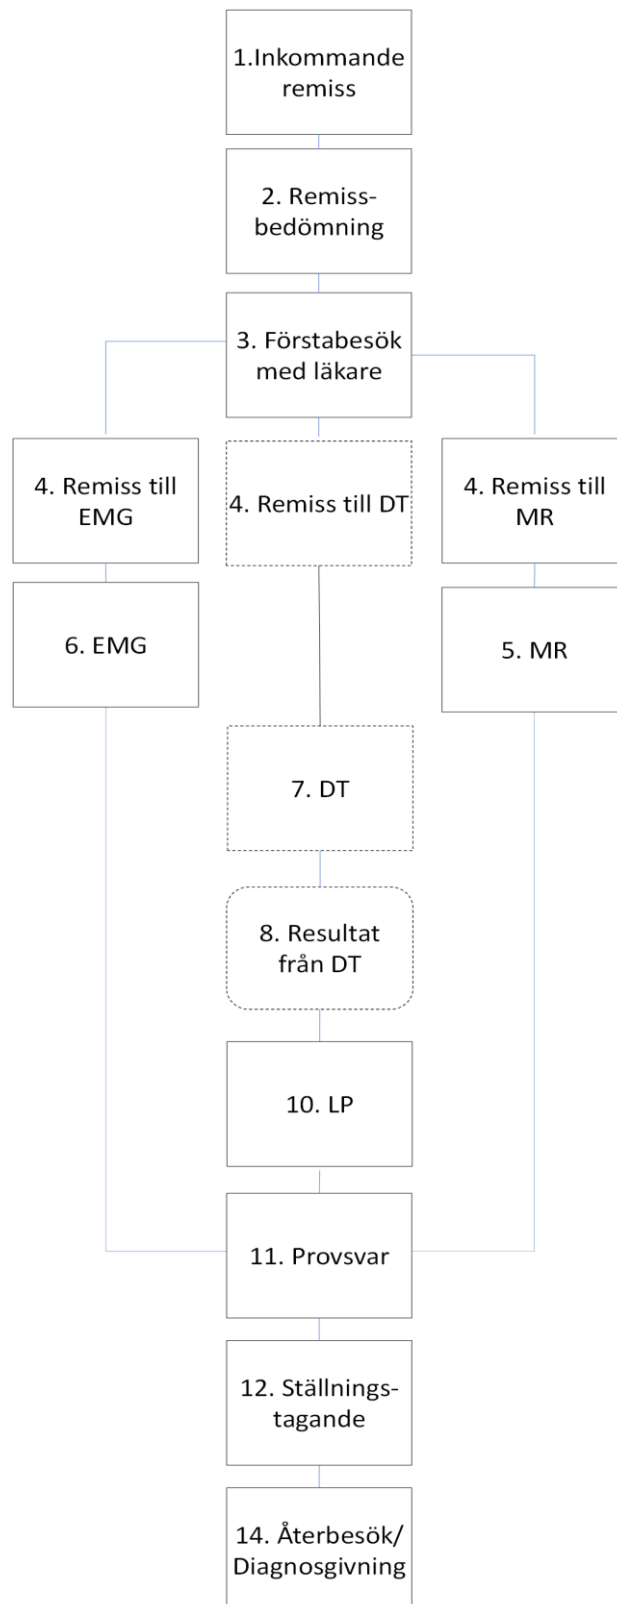 1.Inkommande
remiss
2. Remiss-
bedömning
3. Förstabesök
med läkare
4. Remiss till
EMG
4. Remiss till DT
4. Remiss till
MR
6. EMG
5. MR
7. DT
8. Resultat
från DT
10. LP
11. Provsvar
12. Ställnings-
tagande
14. Återbesök/
Diagnosgivning